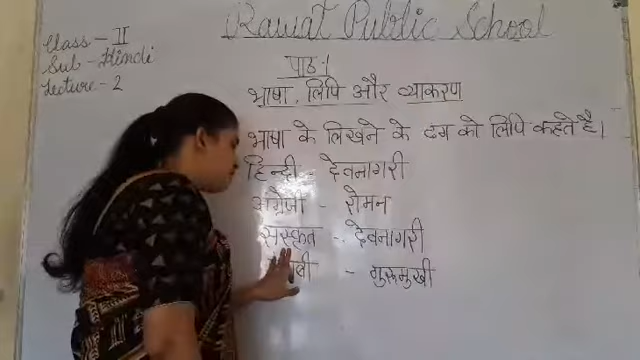 Rawat Public School
Class - II
Sub - Hindi
Lecture - 2
पाठ-1
भाषा, लिपि और व्याकरण
भाषा के लिखने के ढग को लिपि कहते है।
हिन्दी - देवनागरी
अंग्रेजी - रोमन
संस्कृत - देवनागरी
- गुरुमुखी